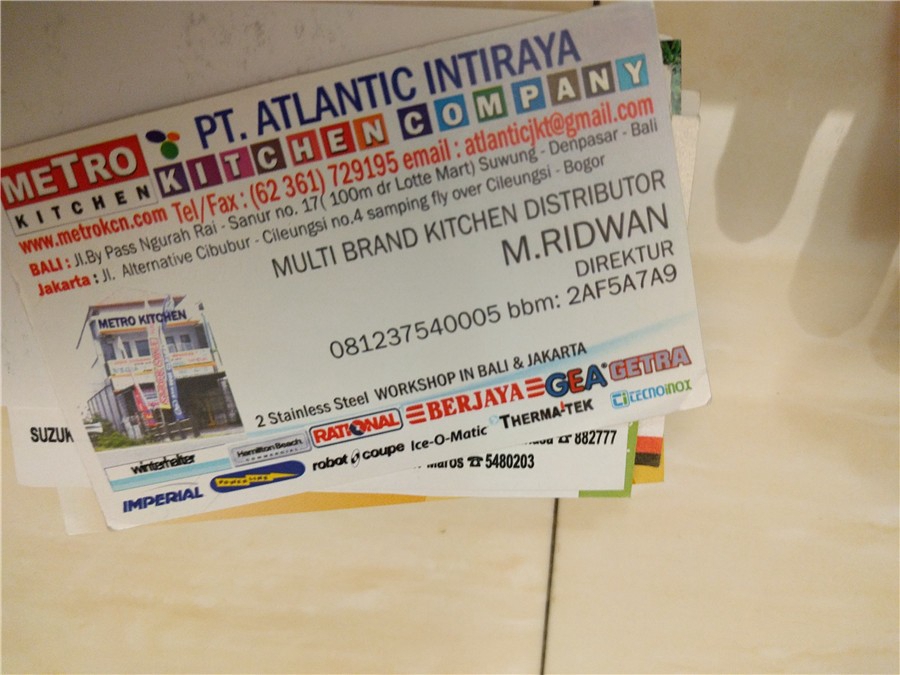 PT. ATLANTIC INTIRAYA
METRO KITCHEN COMPANY
KITCHEN
www.metrokcn.com Tel/Fax : (62 361) 729195 email : atlanticjkt@gmail.com
BALI : Jl.By Pass Ngurah Rai - Sanur no. 17( 100m dr Lotte Mart) Suwung - Denpasar - Bali
Jakarta : Jl. Alternative Cibubur - Cileungsi no.4 samping fly over Cileungsi - Bogor
MULTI BRAND KITCHEN DISTRIBUTOR
M.RIDWAN
DIREKTUR
081237540005 bbm: 2AF5A7A9
METRO KITCHEN
2 Stainless Steel WORKSHOP IN BALI & JAKARTA
winterhalter Hamilton Beach COMMERCIAL RATIONAL BERJAYA GEA GETRA
IMPERIAL robot coupe Ice-O-Matic THERMATEK tecnoinox
SUZUK
882777
Maros ☎ 5480203